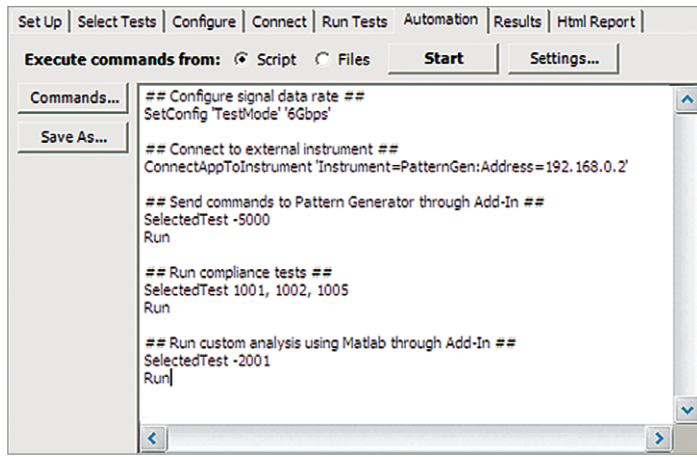 Set Up | Select Tests | Configure | Connect | Run Tests | Automation | Results | Html Report
Execute commands from: Script Files Start Settings...
Commands...
Save As...
## Configure signal data rate ##
SetConfig 'TestMode' '6Gbps'
## Connect to external instrument ##
ConnectAppToInstrument 'Instrument=PatternGen:Address=192.168.0.2'
## Send commands to Pattern Generator through Add-In ##
SelectedTest -5000
Run
## Run compliance tests ##
SelectedTest 1001, 1002, 1005
Run
## Run custom analysis using Matlab through Add-In ##
SelectedTest -2001
Run